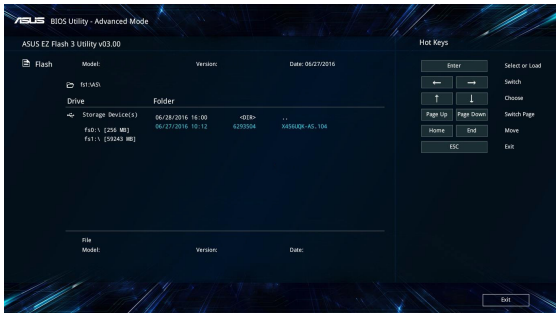 ASUS BIOS Utility - Advanced Mode
ASUS EZ Flash 3 Utility v03.00
Hot Keys
Flash Model: Version: Date: 06/27/2016
Enter Select or Load
fs1:\A5\
← → Switch
Drive Folder
↑ ↓ Choose
Storage Device(s) 06/28/2016 16:00 <DIR> ..
Page Up Page Down Switch Page
06/27/2016 10:12 6293504 X456UQK-AS.104
fs0:\ [256 MB]
Home End Move
fs1:\ [59243 MB]
ESC Exit
File
Model: Version: Date:
Exit